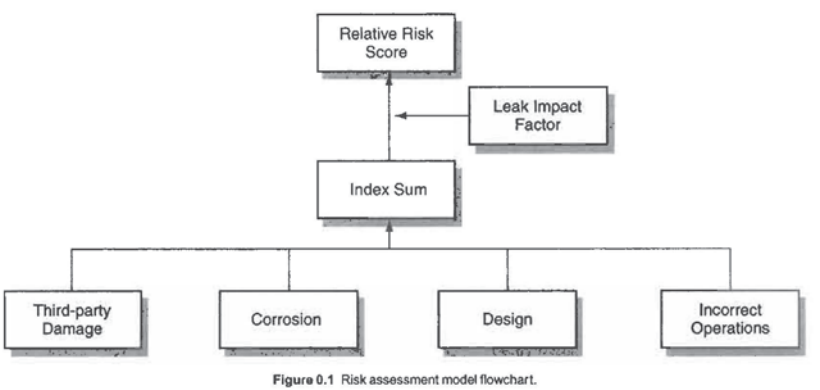 Relative Risk
Score
Leak Impact
Factor
Index Sum
Third-party
Damage
Corrosion
Design
Incorrect
Operations
Figure 0.1 Risk assessment model flowchart.